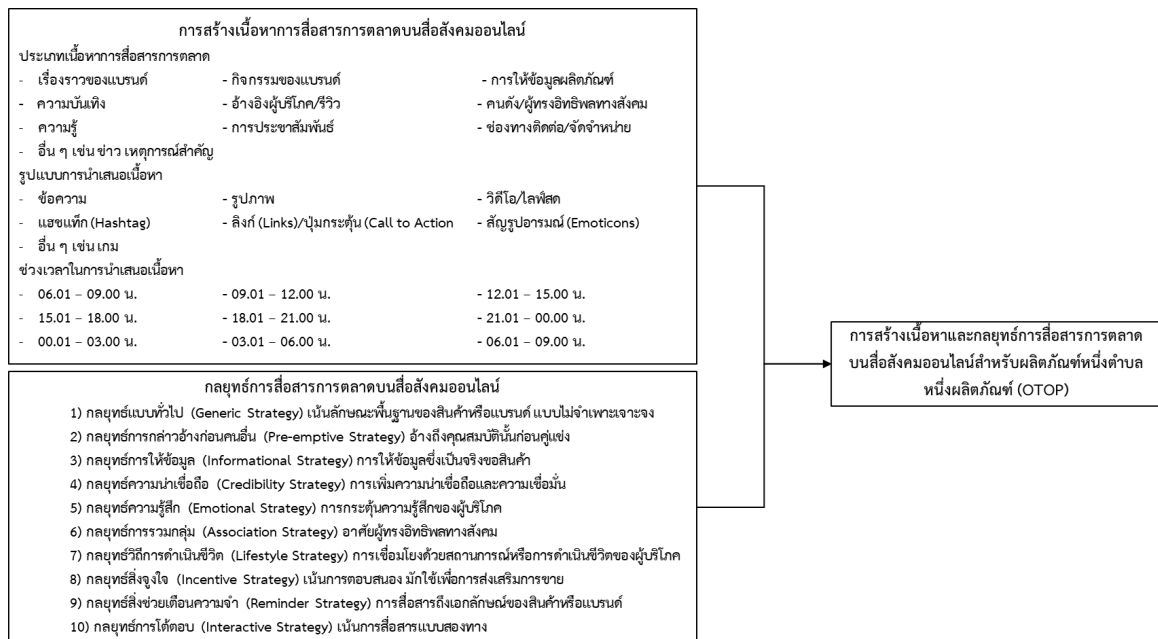 การสร้างเนื้อหาการสื่อสารการตลาดบนสื่อสังคมออนไลน์
ประเภทเนื้อหาการสื่อสารการตลาด
- เรื่องราวของแบรนด์ - กิจกรรมของแบรนด์ - การให้ข้อมูลผลิตภัณฑ์
- ความบันเทิง - อ้างอิงผู้บริโภค/รีวิว - คนดัง/ผู้ทรงอิทธิพลทางสังคม
- ความรู้ - การประชาสัมพันธ์ - ช่องทางติดต่อ/จัดจำหน่าย
- อื่น ๆ เช่น ข่าว เหตุการณ์สำคัญ
รูปแบบการนำเสนอเนื้อหา
- ข้อความ - รูปภาพ - วิดีโอ/ไลฟ์สด
- แฮชแท็ก (Hashtag) - ลิงก์ (Links)/ปุ่มกระตุ้น (Call to Action - สัญรูปอารมณ์ (Emoticons)
- อื่น ๆ เช่น เกม
ช่วงเวลาในการนำเสนอเนื้อหา
- 06.01 – 09.00 น. - 09.01 – 12.00 น. - 12.01 – 15.00 น.
- 15.01 – 18.00 น. - 18.01 – 21.00 น. - 21.01 – 00.00 น.
- 00.01 – 03.00 น. - 03.01 – 06.00 น. - 06.01 – 09.00 น.
กลยุทธ์การสื่อสารการตลาดบนสื่อสังคมออนไลน์
1) กลยุทธ์แบบทั่วไป (Generic Strategy) เน้นลักษณะพื้นฐานของสินค้าหรือแบรนด์ แบบไม่จำเพาะเจาะจง
2) กลยุทธ์การกล่าวอ้างก่อนคนอื่น (Pre-emptive Strategy) อ้างถึงคุณสมบัตินั้นก่อนคู่แข่ง
3) กลยุทธ์การให้ข้อมูล (Informational Strategy) การให้ข้อมูลซึ่งเป็นจริงขอสินค้า
4) กลยุทธ์ความน่าเชื่อถือ (Credibility Strategy) การเพิ่มความน่าเชื่อถือและความเชื่อมั่น
5) กลยุทธ์ความรู้สึก (Emotional Strategy) การกระตุ้นความรู้สึกของผู้บริโภค
6) กลยุทธ์การรวมกลุ่ม (Association Strategy) อาศัยผู้ทรงอิทธิพลทางสังคม
7) กลยุทธ์วิถีการดำเนินชีวิต (Lifestyle Strategy) การเชื่อมโยงด้วยสถานการณ์หรือการดำเนินชีวิตของผู้บริโภค
8) กลยุทธ์สิ่งจูงใจ (Incentive Strategy) เน้นการตอบสนอง มักใช้เพื่อการส่งเสริมการขาย
9) กลยุทธ์สิ่งช่วยเตือนความจำ (Reminder Strategy) การสื่อสารถึงเอกลักษณ์ของสินค้าหรือแบรนด์
10) กลยุทธ์การโต้ตอบ (Interactive Strategy) เน้นการสื่อสารแบบสองทาง
การสร้างเนื้อหาและกลยุทธ์การสื่อสารการตลาด
บนสื่อสังคมออนไลน์สำหรับผลิตภัณฑ์หนึ่งตำบล
หนึ่งผลิตภัณฑ์ (OTOP)